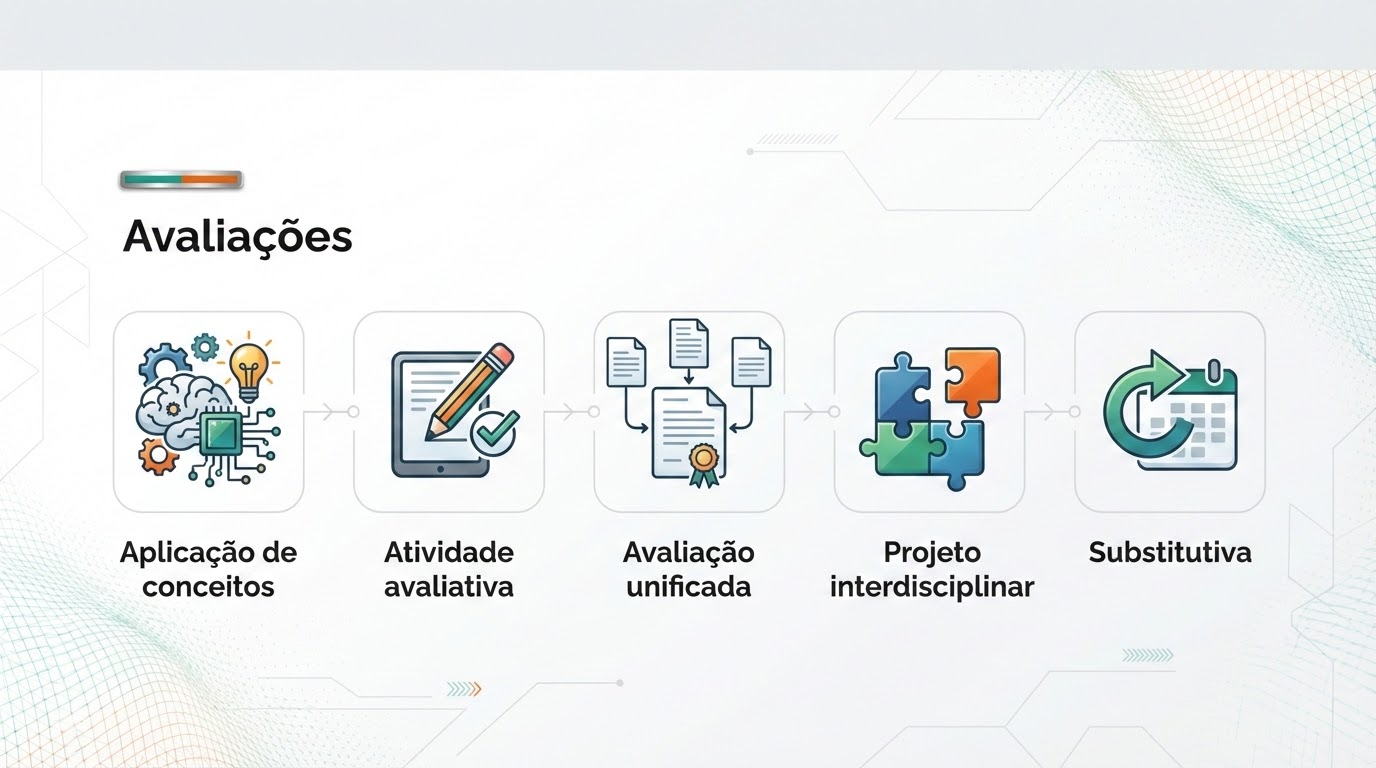 Avaliações
Aplicação de
conceitos
Atividade
avaliativa
Avaliação
unificada
Projeto
interdisciplinar
Substitutiva